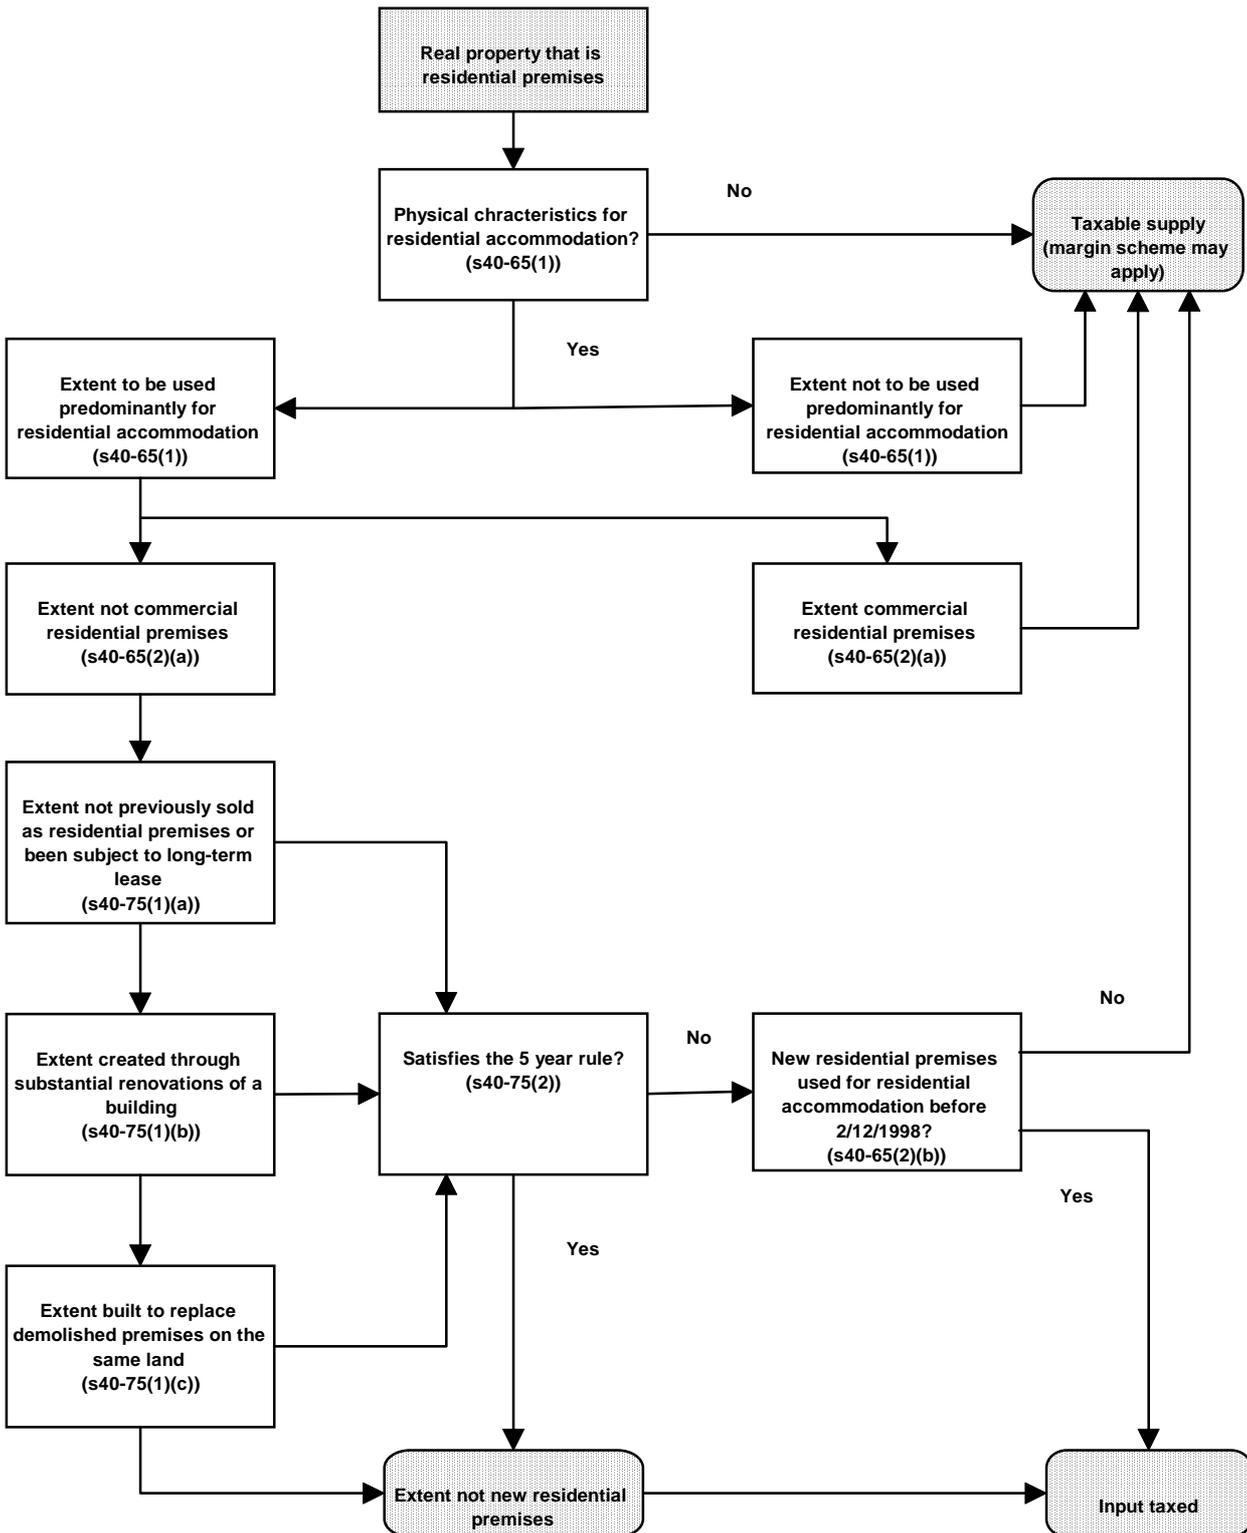 Real property that is
residential premises
Physical chracteristics for
residential accommodation?
(s40-65(1))
No
Taxable supply
(margin scheme may
apply)
Yes
Extent to be used
predominantly for
residential accommodation
(s40-65(1))
Extent not to be used
predominantly for
residential accommodation
(s40-65(1))
Extent not commercial
residential premises
(s40-65(2)(a))
Extent commercial
residential premises
(s40-65(2)(a))
Extent not previously sold
as residential premises or
been subject to long-term
lease
(s40-75(1)(a))
Extent created through
substantial renovations of a
building
(s40-75(1)(b))
Satisfies the 5 year rule?
(s40-75(2))
No
New residential premises
used for residential
accommodation before
2/12/1998?
(s40-65(2)(b))
No
Yes
Yes
Extent built to replace
demolished premises on the
same land
(s40-75(1)(c))
Extent not new residential
premises
Input taxed